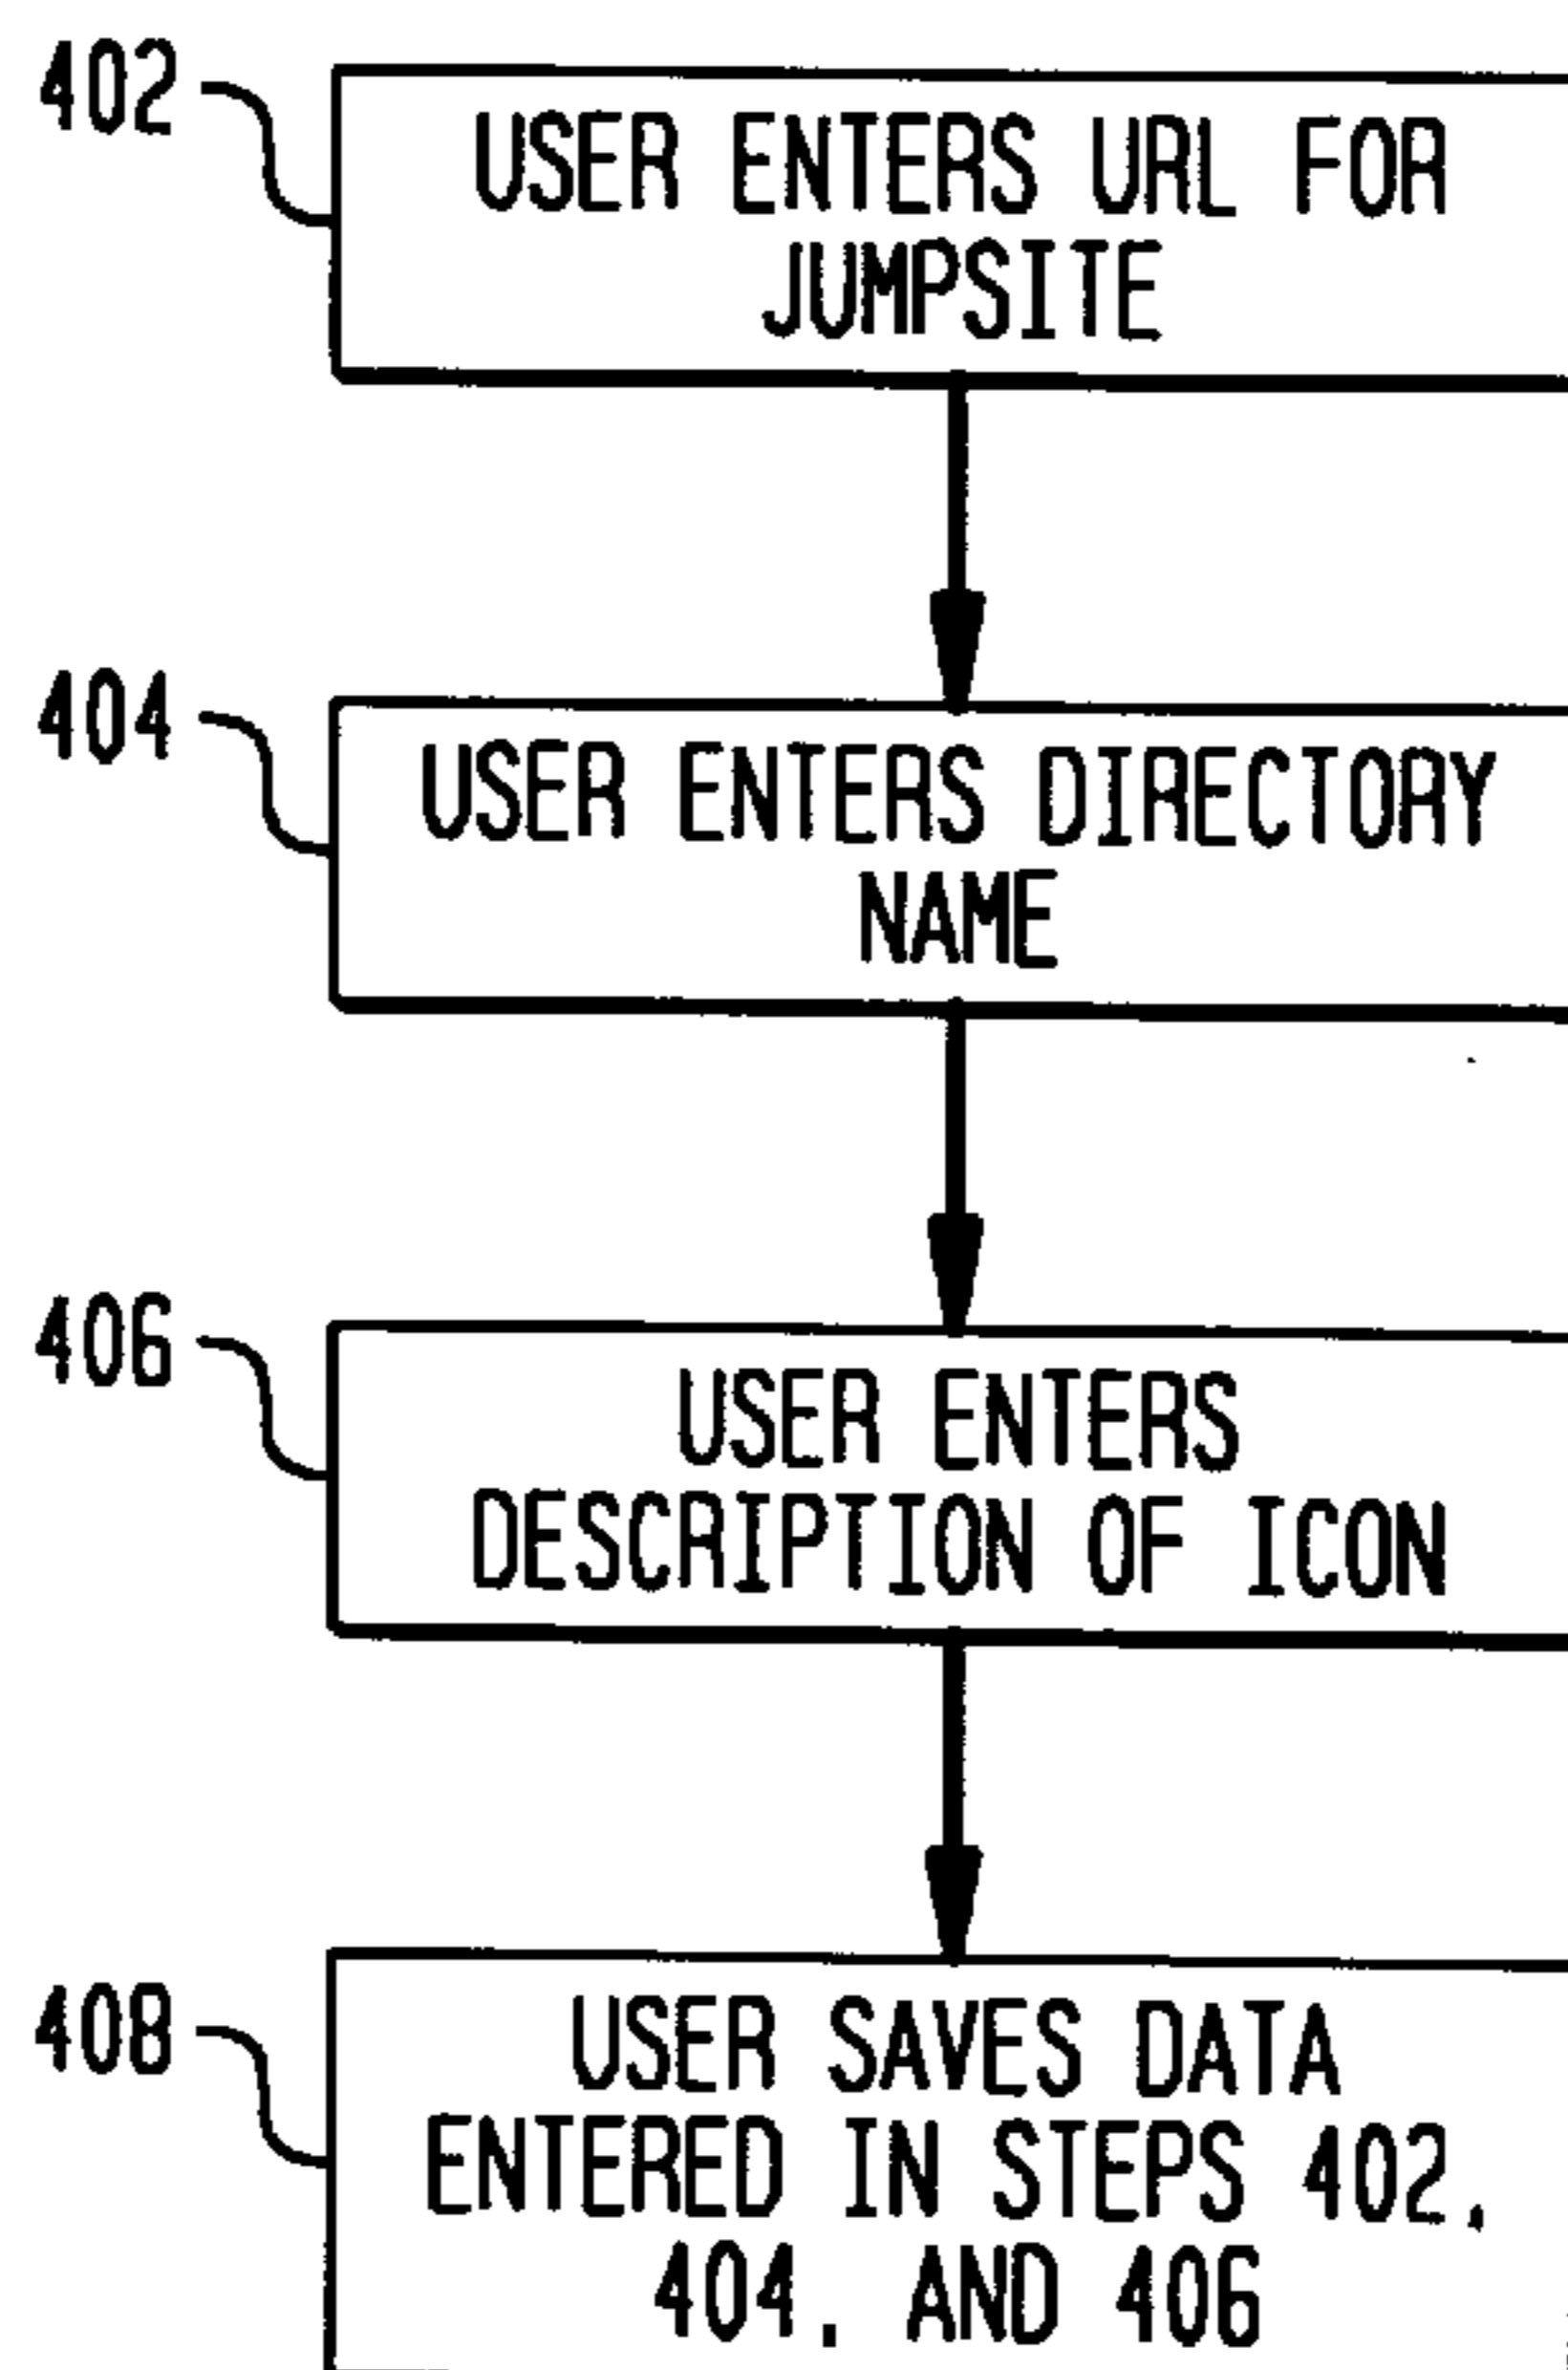 402
USER ENTERS URL FOR
JUMPSITE
404
USER ENTERS DIRECTORY
NAME
406
USER ENTERS
DESCRIPTION OF ICON
408
USER SAVES DATA
ENTERED IN STEPS 402,
404, AND 406